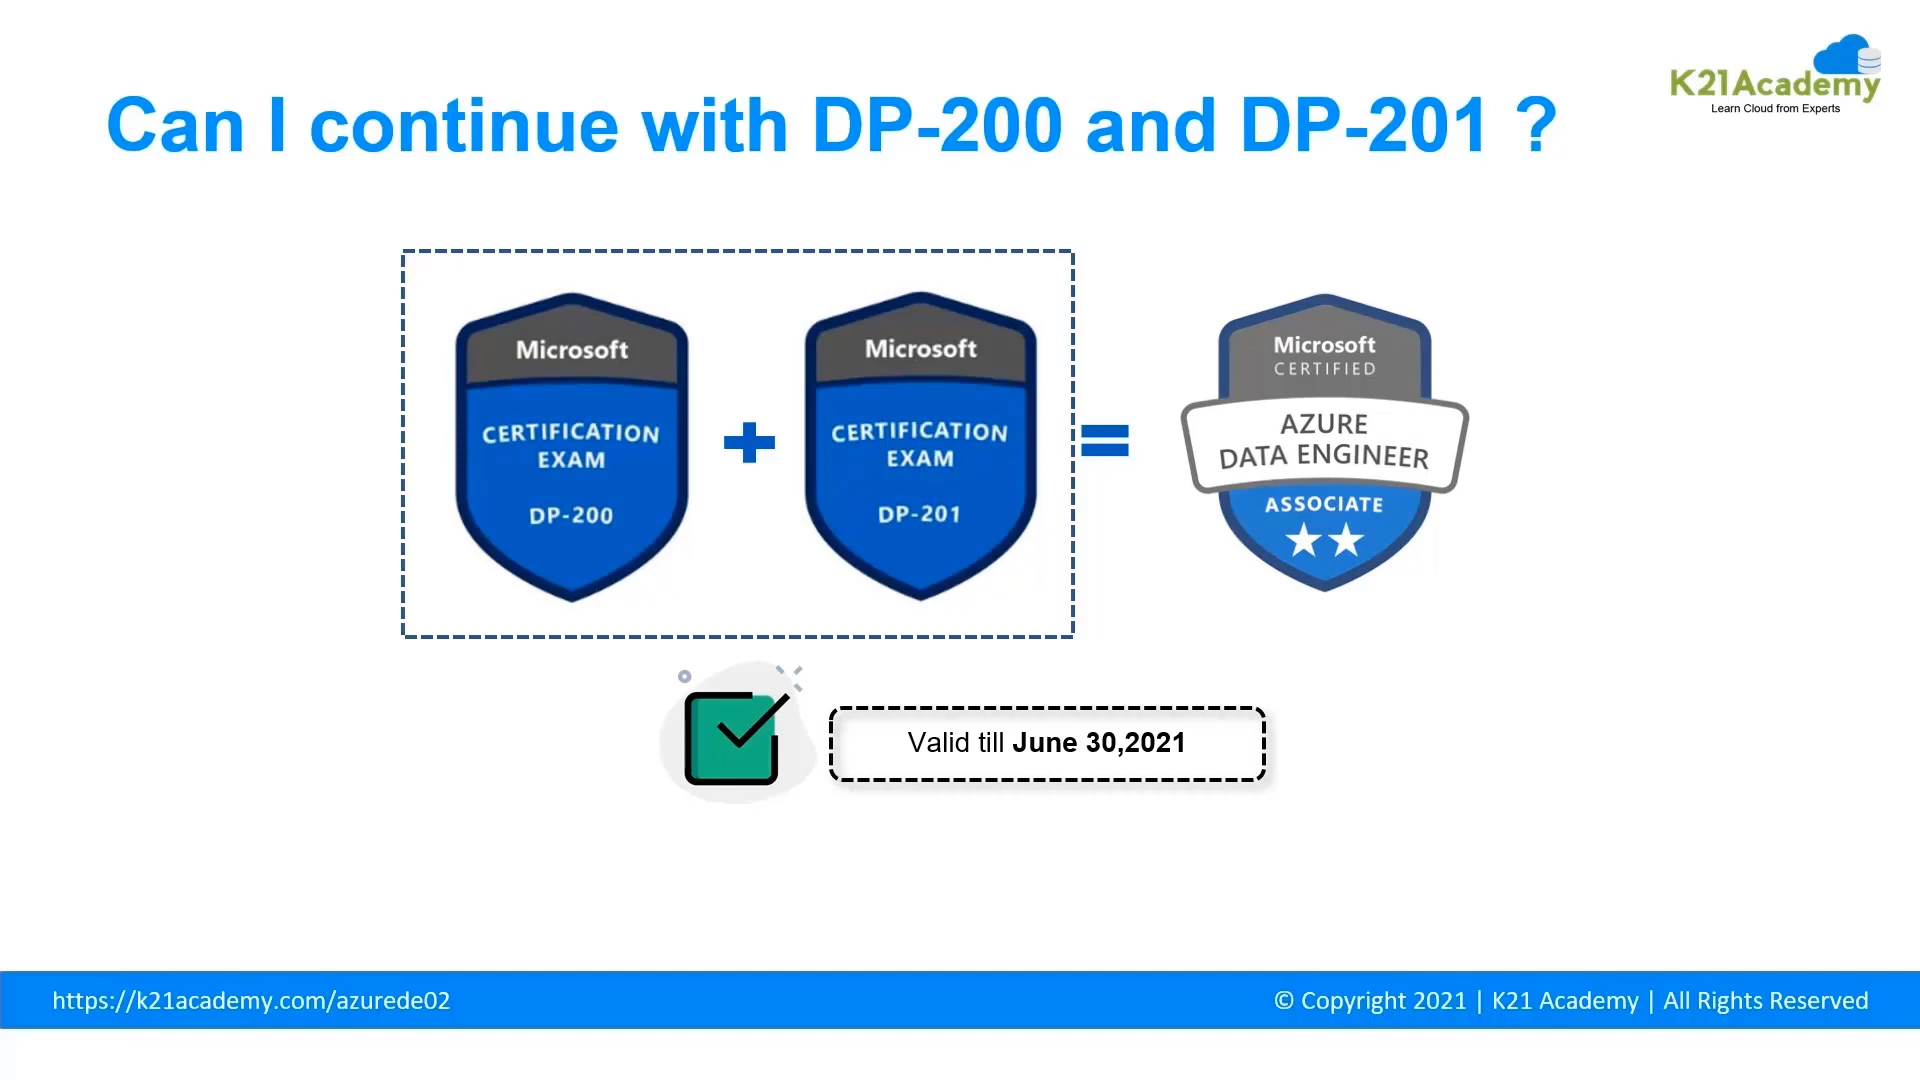 K21Academy
Learn Cloud from Experts
Can I continue with DP-200 and DP-201 ?
Microsoft
CERTIFICATION
EXAM
DP-200
Microsoft
CERTIFICATION
EXAM
DP-201
Microsoft
CERTIFIED
AZURE
DATA ENGINEER
ASSOCIATE
Valid till June 30,2021
https://k21academy.com/azurede02
© Copyright 2021 | K21 Academy | All Rights Reserved